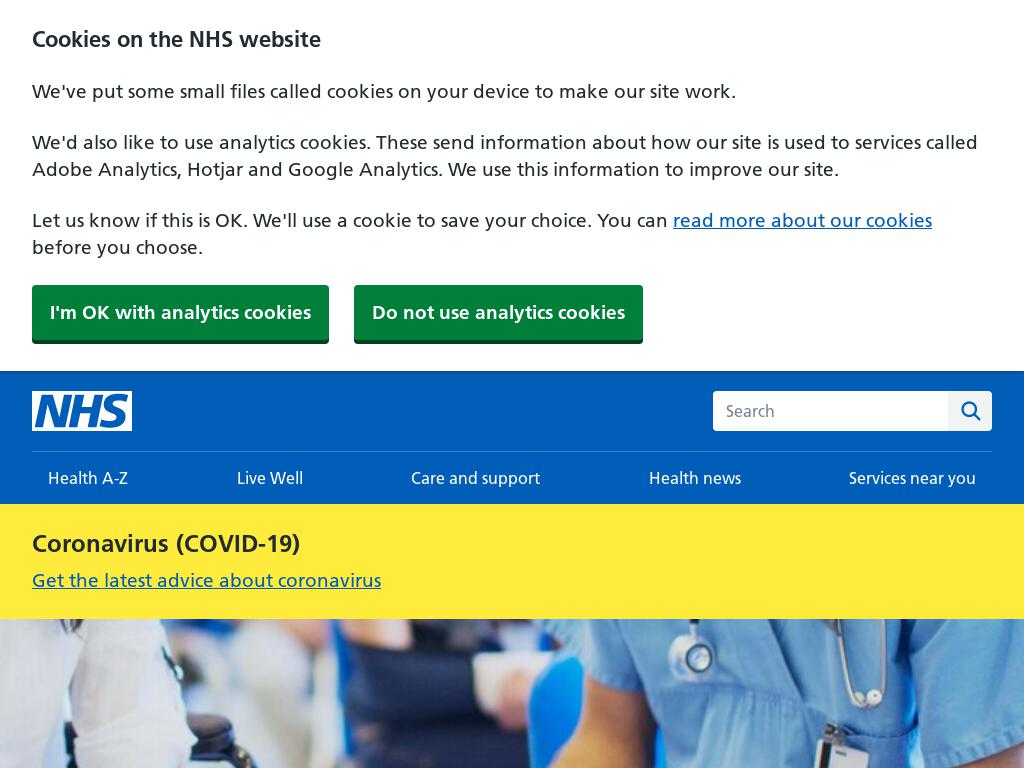 Cookies on the NHS website
We've put some small files called cookies on your device to make our site work.
We'd also like to use analytics cookies. These send information about how our site is used to services called
Adobe Analytics, Hotjar and Google Analytics. We use this information to improve our site.
Let us know if this is OK. We'll use a cookie to save your choice. You can read more about our cookies
before you choose.
I'm OK with analytics cookies Do not use analytics cookies
NHS Search
Health A-Z Live Well Care and support Health news Services near you
Coronavirus (COVID-19)
Get the latest advice about coronavirus